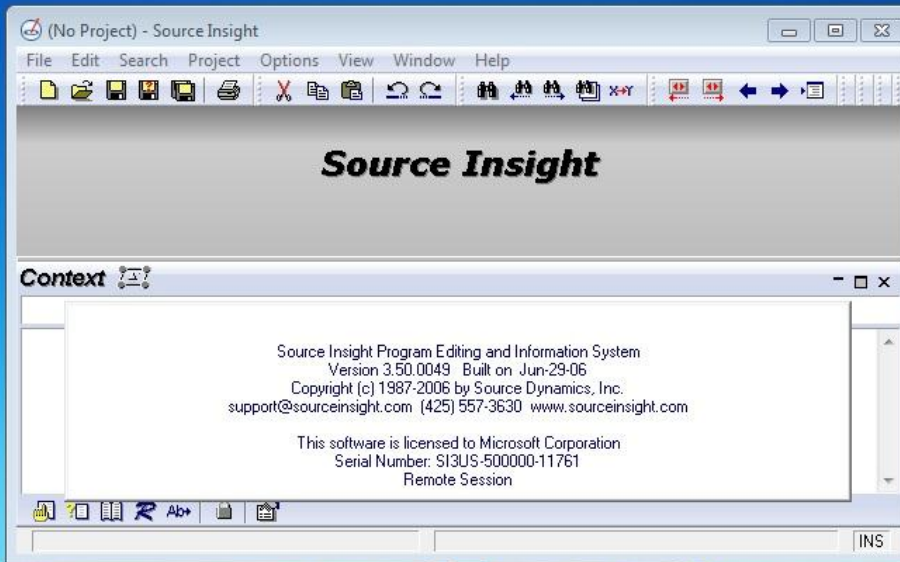 (No Project) - Source Insight
File Edit Search Project Options View Window Help
X→Y
Source Insight
Context
Source Insight Program Editing and Information System
Version 3.50.0049 Built on Jun-29-06
Copyright (c) 1987-2006 by Source Dynamics, Inc.
support@sourceinsight.com (425) 557-3630 www.sourceinsight.com
This software is licensed to Microsoft Corporation
Serial Number: SI3US-500000-11761
Remote Session
R Ab→
INS